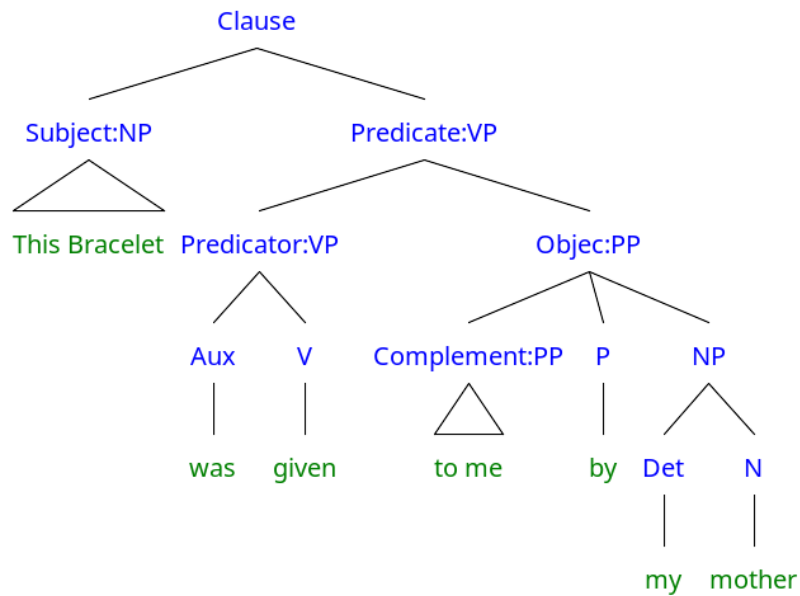 Clause
Subject:NP Predicate:VP
This Bracelet Predicator:VP Objec:PP
Aux V Complement:PP P NP
was given to me by Det N
my mother